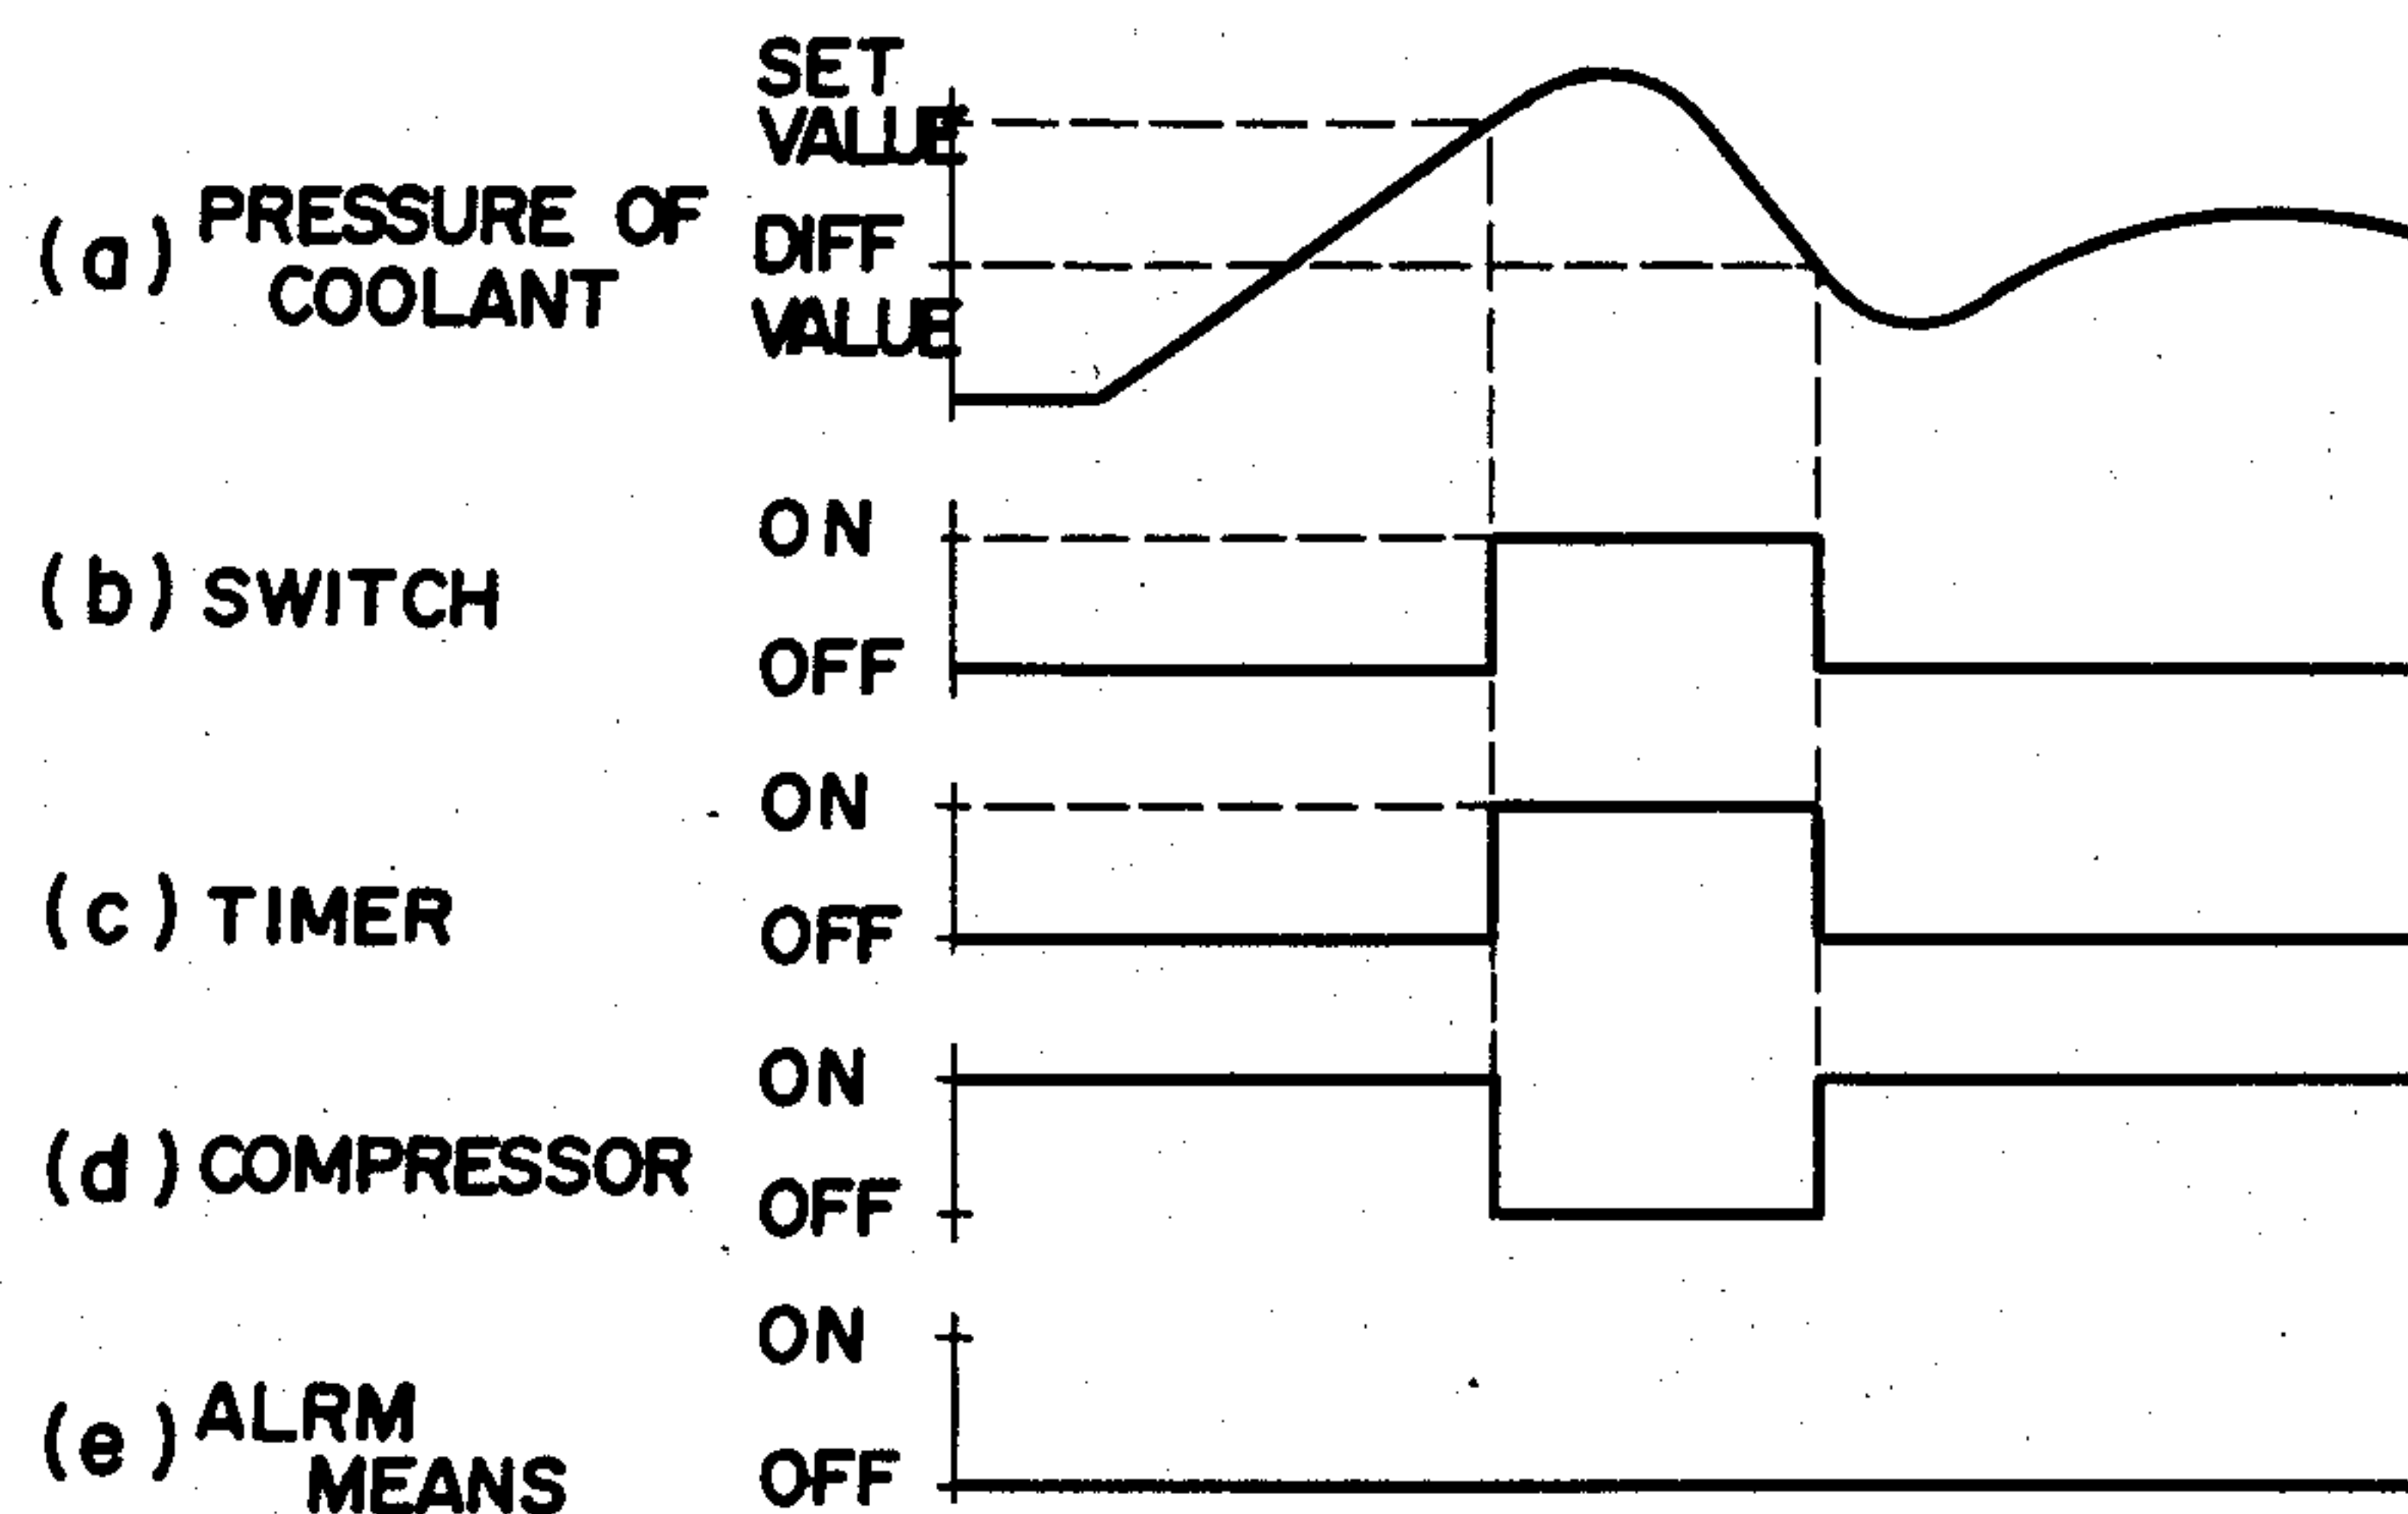 SET
VALUE
(a) PRESSURE OF
COOLANT
DIFF
VALUE
ON
(b) SWITCH
OFF
ON
(c) TIMER
OFF
ON
(d) COMPRESSOR
OFF
ON
(e) ALRM
MEANS
OFF